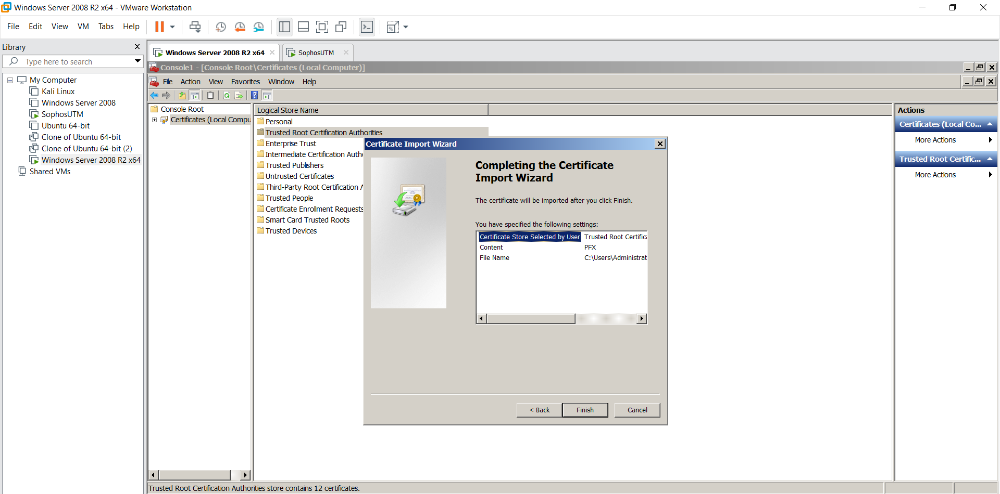 Windows Server 2008 R2 x64 - VMware Workstation
File Edit View VM Tabs Help
Library
Type here to search
My Computer
Kali Linux
Windows Server 2008
SophosUTM
Ubuntu 64-bit
Clone of Ubuntu 64-bit
Clone of Ubuntu 64-bit (2)
Windows Server 2008 R2 x64
Shared VMs
Windows Server 2008 R2 x64
SophosUTM
Console1 - [Console Root\Certificates (Local Computer)]
File Action View Favorites Window Help
Console Root
Certificates (Local Compu
Logical Store Name
Personal
Trusted Root Certification Authorities
Enterprise Trust
Intermediate Certification Autho
Trusted Publishers
Untrusted Certificates
Third-Party Root Certification A
Trusted People
Certificate Enrollment Requests
Smart Card Trusted Roots
Trusted Devices
Certificate Import Wizard
Completing the Certificate
Import Wizard
The certificate will be imported after you click Finish.
You have specified the following settings:
Certificate Store Selected by User Trusted Root Certifica
Content PFX
File Name C:\Users\Administrat
< Back Finish Cancel
Actions
Certificates (Local Co...
More Actions
Trusted Root Certific...
More Actions
Trusted Root Certification Authorities store contains 12 certificates.